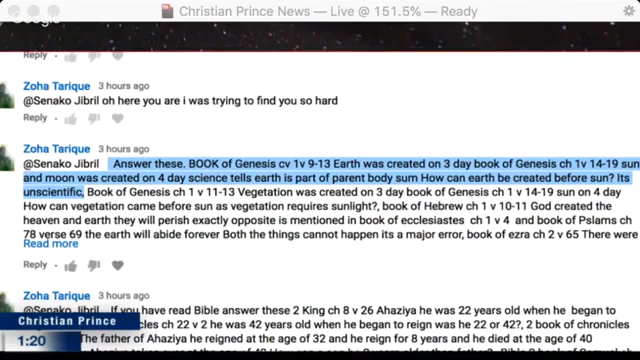 Christian Prince News — Live @ 151.5% — Ready
Reply
Zoha Tarique 3 hours ago
@Senako Jibril oh here you are i was trying to find you so hard
Reply
Zoha Tarique 3 hours ago
@Senako Jibril Answer these. BOOK of Genesis cv 1v 9-13 Earth was created on 3 day book of Genesis ch 1v 14-19 sun
and moon was created on 4 day science tells earth is part of parent body sum How can earth be created before sun? Its
unscientific, Book of Genesis ch 1 v 11-13 Vegetation was created on 3 day book of Genesis ch 1 v 14-19 sun on 4 day
How can vegetation came before sun as vegetation requires sunlight?, book of Hebrew ch 1 v 10-11 God created the
heaven and earth they will perish exactly opposite is mentioned in book of ecclesiastes ch 1 v 4 and book of Pslams ch
78 verse 69 the earth will abide forever Both the things cannot happen its a major error, book of ezra ch 2 v 65 There were
Read more
Reply
Zoha Tarique 3 hours ago
@Senako Jibril If you have read Bible answer these 2 King ch 8 v 26 Ahaziya he was 22 years old when he began to
Christian Prince
cles ch 22 v 2 he was 42 years old when he began to reign was he 22 or 42?, 2 book of chronicles
1:20
The father of Ahaziya he reigned at the age of 32 and he reign for 8 years and he died at the age of 40